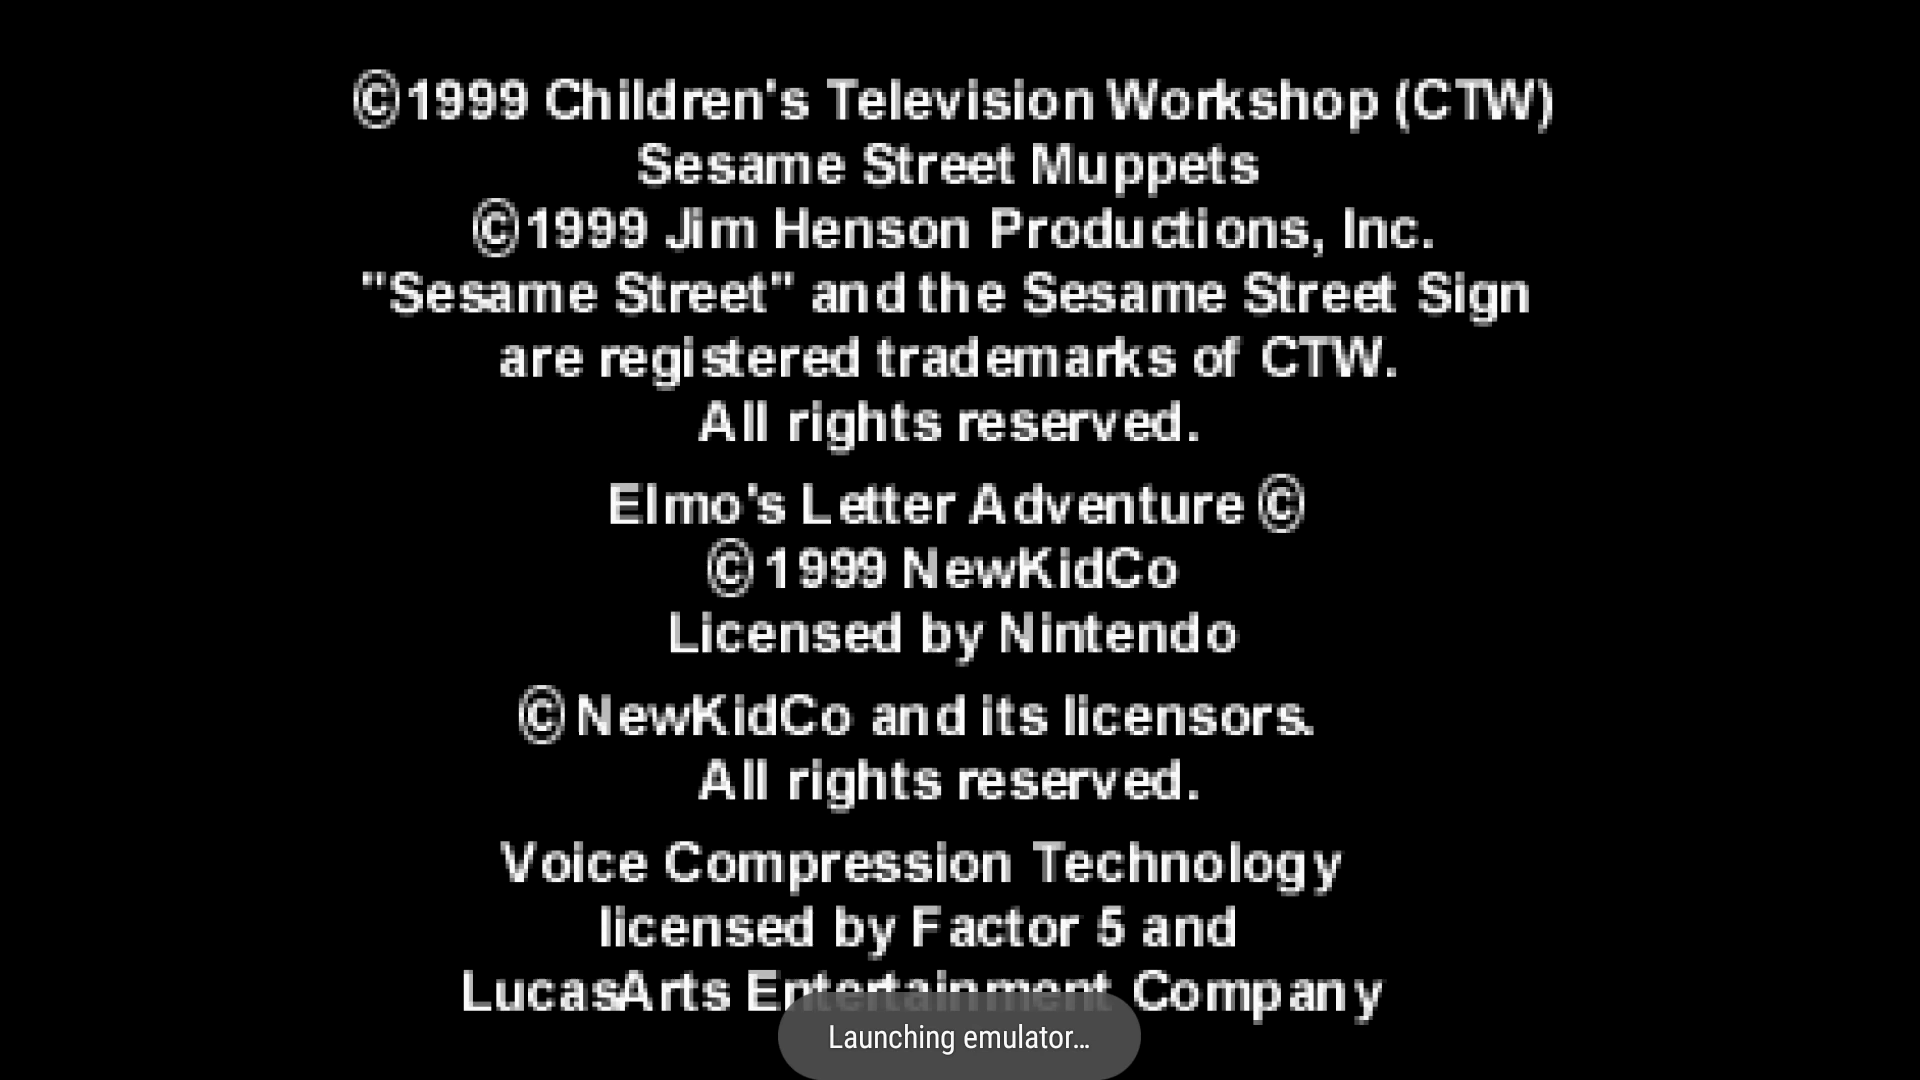 ©1999 Children's Television Workshop (CTW)
Sesame Street Muppets
©1999 Jim Henson Productions, Inc.
"Sesame Street" and the Sesame Street Sign
are registered trademarks of CTW.
All rights reserved.
Elmo's Letter Adventure ©
© 1999 NewKidCo
Licensed by Nintendo
© NewKidCo and its licensors.
All rights reserved.
Voice Compression Technology
licensed by Factor 5 and
LucasArts Entertainment Company
Launching emulator…